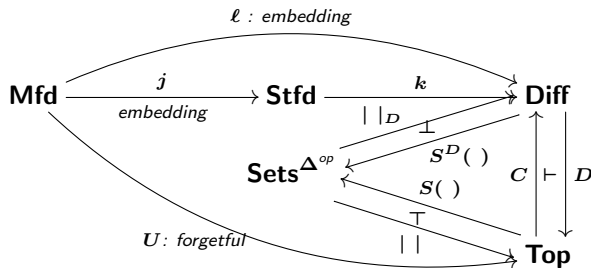 ℓ : embedding
Mfd j Stfd k Diff
embedding
| |_D ⊥
Sets^{Δ^{op}} S^D( )
S( ) C ⊢ D
⊤
U: forgetful | |
Top